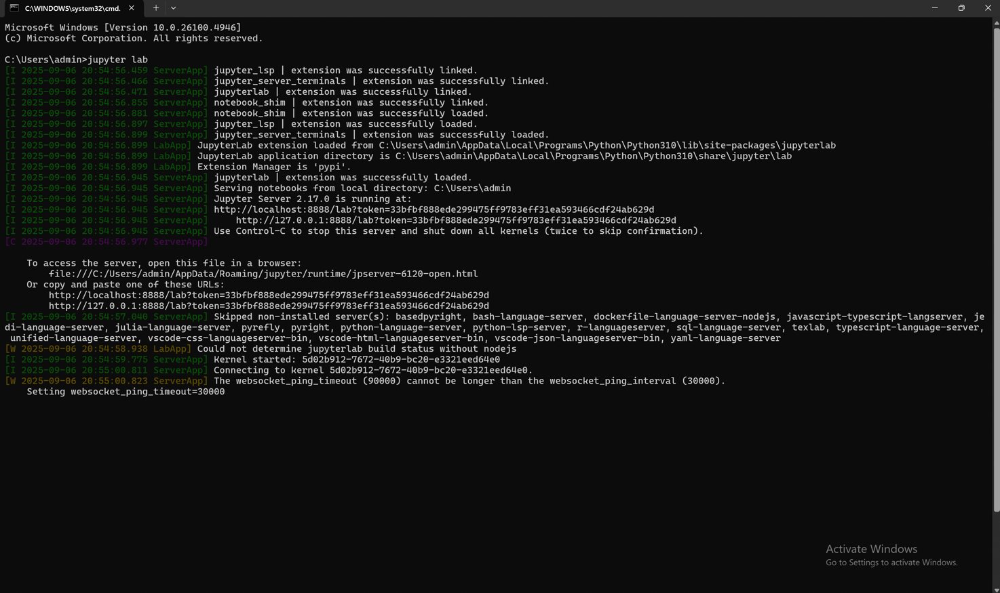 C:\WINDOWS\system32\cmd.
Microsoft Windows [Version 10.0.26100.4946]
(c) Microsoft Corporation. All rights reserved.
C:\Users\admin>jupyter lab
[I 2025-09-06 20:54:56.459 ServerApp] jupyter_lsp | extension was successfully linked.
[I 2025-09-06 20:54:56.466 ServerApp] jupyter_server_terminals | extension was successfully linked.
[I 2025-09-06 20:54:56.471 ServerApp] jupyterlab | extension was successfully linked.
[I 2025-09-06 20:54:56.855 ServerApp] notebook_shim | extension was successfully linked.
[I 2025-09-06 20:54:56.881 ServerApp] notebook_shim | extension was successfully loaded.
[I 2025-09-06 20:54:56.897 ServerApp] jupyter_lsp | extension was successfully loaded.
[I 2025-09-06 20:54:56.899 ServerApp] jupyter_server_terminals | extension was successfully loaded.
[I 2025-09-06 20:54:56.899 LabApp] JupyterLab extension loaded from C:\Users\admin\AppData\Local\Programs\Python\Python310\lib\site-packages\jupyterlab
[I 2025-09-06 20:54:56.899 LabApp] JupyterLab application directory is C:\Users\admin\AppData\Local\Programs\Python\Python310\share\jupyter\lab
[I 2025-09-06 20:54:56.899 LabApp] Extension Manager is 'pypi'.
[I 2025-09-06 20:54:56.945 ServerApp] jupyterlab | extension was successfully loaded.
[I 2025-09-06 20:54:56.945 ServerApp] Serving notebooks from local directory: C:\Users\admin
[I 2025-09-06 20:54:56.945 ServerApp] Jupyter Server 2.17.0 is running at:
[I 2025-09-06 20:54:56.945 ServerApp] http://localhost:8888/lab?token=33bfbf888ede299475ff9783eff31ea593466cdf24ab629d
[I 2025-09-06 20:54:56.945 ServerApp]     http://127.0.0.1:8888/lab?token=33bfbf888ede299475ff9783eff31ea593466cdf24ab629d
[I 2025-09-06 20:54:56.945 ServerApp] Use Control-C to stop this server and shut down all kernels (twice to skip confirmation).
[C 2025-09-06 20:54:56.977 ServerApp]
To access the server, open this file in a browser:
file:///C:/Users/admin/AppData/Roaming/jupyter/runtime/jpserver-6120-open.html
Or copy and paste one of these URLs:
http://localhost:8888/lab?token=33bfbf888ede299475ff9783eff31ea593466cdf24ab629d
http://127.0.0.1:8888/lab?token=33bfbf888ede299475ff9783eff31ea593466cdf24ab629d
[I 2025-09-06 20:54:57.040 ServerApp] Skipped non-installed server(s): basedpyright, bash-language-server, dockerfile-language-server-nodejs, javascript-typescript-langserver, je
di-language-server, julia-language-server, pyrefly, pyright, python-language-server, python-lsp-server, r-languageserver, sql-language-server, texlab, typescript-language-server,
unified-language-server, vscode-css-languageserver-bin, vscode-html-languageserver-bin, vscode-json-languageserver-bin, yaml-language-server
[W 2025-09-06 20:54:58.938 LabApp] Could not determine jupyterlab build status without nodejs
[I 2025-09-06 20:54:59.775 ServerApp] Kernel started: 5d02b912-7672-40b9-bc20-e3321eed64e0
[I 2025-09-06 20:55:00.811 ServerApp] Connecting to kernel 5d02b912-7672-40b9-bc20-e3321eed64e0.
[W 2025-09-06 20:55:00.823 ServerApp] The websocket_ping_timeout (90000) cannot be longer than the websocket_ping_interval (30000).
Setting websocket_ping_timeout=30000
Activate Windows
Go to Settings to activate Windows.